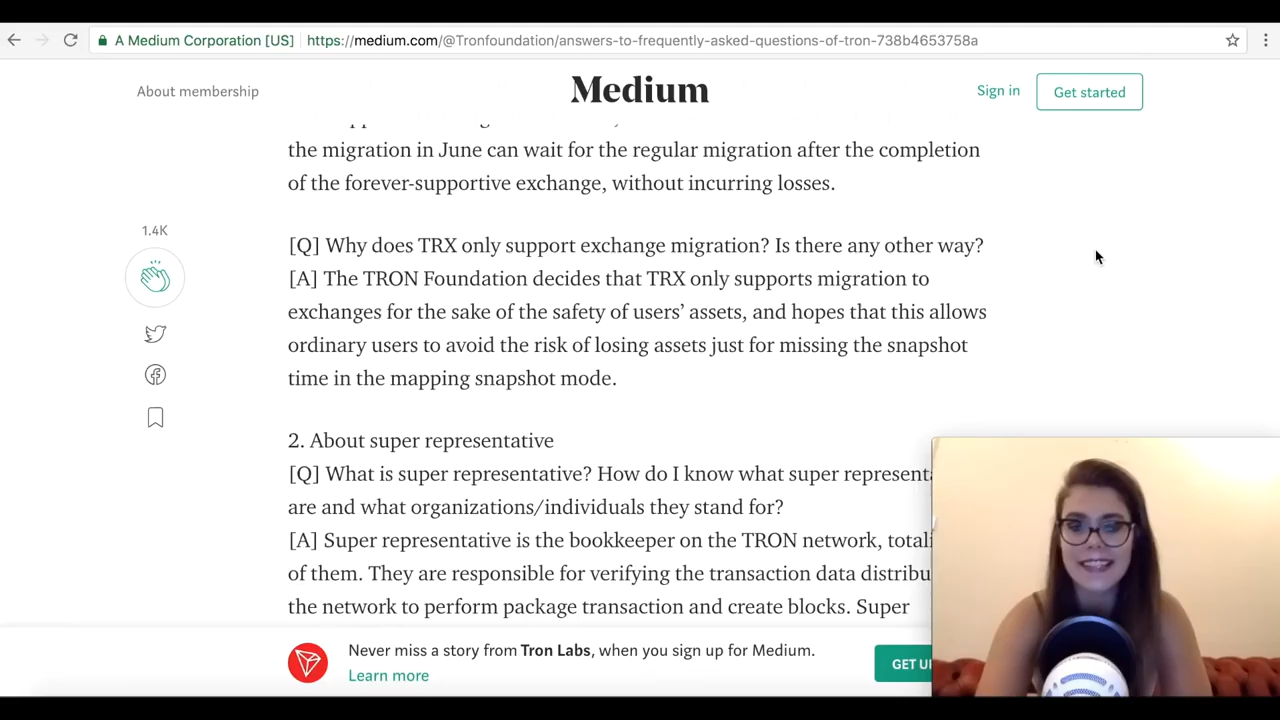 A Medium Corporation [US]
https://medium.com/@Tronfoundation/answers-to-frequently-asked-questions-of-tron-738b4653758a
About membership
Medium
Sign in
Get started
the migration in June can wait for the regular migration after the completion
of the forever-supportive exchange, without incurring losses.
1.4K
[Q] Why does TRX only support exchange migration? Is there any other way?
[A] The TRON Foundation decides that TRX only supports migration to
exchanges for the sake of the safety of users’ assets, and hopes that this allows
ordinary users to avoid the risk of losing assets just for missing the snapshot
time in the mapping snapshot mode.
2. About super representative
[Q] What is super representative? How do I know what super
are and what organizations/individuals they stand for?
[A] Super representative is the bookkeeper on the TRON network,
of them. They are responsible for verifying the transaction data
the network to perform package transaction and create blocks. Super
Never miss a story from Tron Labs, when you sign up for Medium.
Learn more
GET